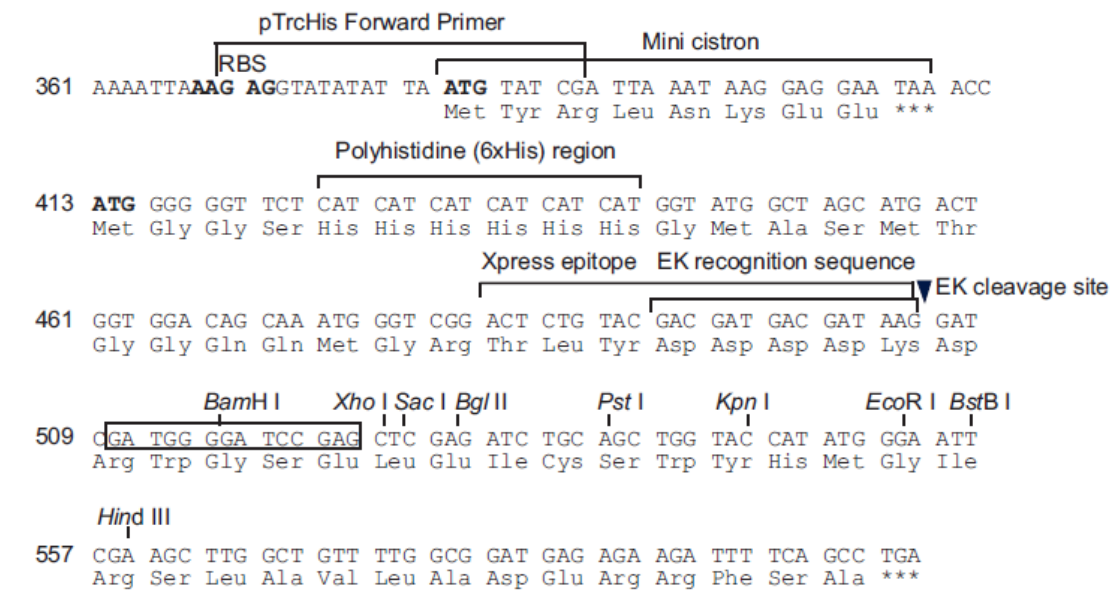 pTrcHis Forward Primer
Mini cistron
RBS
361 AAAATTAAAG AGGTATATAT TA ATG TAT CGA TTA AAT AAG GAG GAA TAA ACC
Met Tyr Arg Leu Asn Lys Glu Glu ***
Polyhistidine (6xHis) region
413 ATG GGG GGT TCT CAT CAT CAT CAT CAT CAT GGT ATG GCT AGC ATG ACT
Met Gly Gly Ser His His His His His His Gly Met Ala Ser Met Thr
Xpress epitope EK recognition sequence
EK cleavage site
461 GGT GGA CAG CAA ATG GGT CGG ACT CTG TAC GAC GAT GAC GAT AAG GAT
Gly Gly Gln Gln Met Gly Arg Thr Leu Tyr Asp Asp Asp Asp Lys Asp
BamH I Xho I Sac I Bgl II Pst I Kpn I EcoR I BstB I
509 CGA TGG GGA TCC GAG CTC GAG ATC TGC AGC TGG TAC CAT ATG GGA ATT
Arg Trp Gly Ser Glu Leu Glu Ile Cys Ser Trp Tyr His Met Gly Ile
Hind III
557 CGA AGC TTG GCT GTT TTG GCG GAT GAG AGA AGA TTT TCA GCC TGA
Arg Ser Leu Ala Val Leu Ala Asp Glu Arg Arg Phe Ser Ala ***